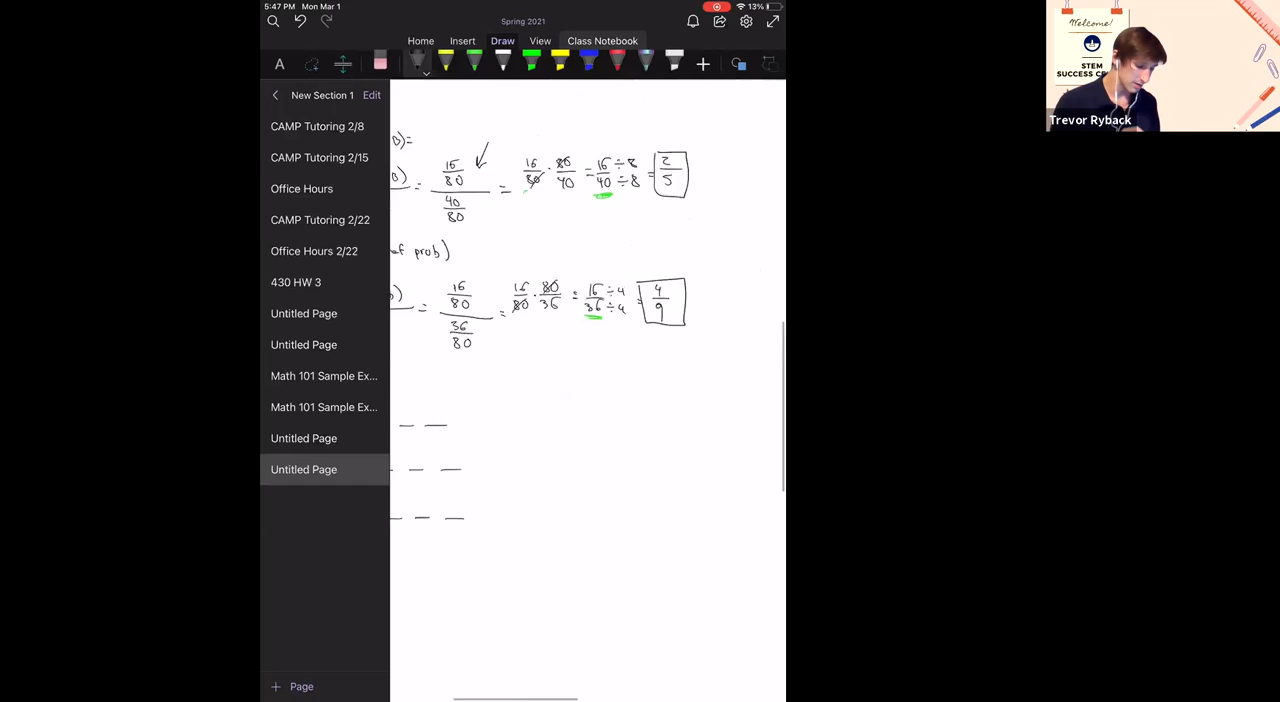 5:47 PM Mon Mar 1
13%
Spring 2021
Home Insert Draw View Class Notebook
New Section 1 Edit
CAMP Tutoring 2/8
CAMP Tutoring 2/15
Office Hours
CAMP Tutoring 2/22
Office Hours 2/22
430 HW 3
Untitled Page
Untitled Page
Math 101 Sample Ex...
Math 101 Sample Ex...
Untitled Page
Untitled Page
+ Page
B)=
B) = 16/80 / 40/80 = 16/80 · 80/40 = 16÷8 / 40÷8 = 2/5
of prob)
) = 16/80 / 36/80 = 16/80 · 80/36 = 16÷4 / 36÷4 = 4/9
Welcome!
STEM
SUCCESS CE
Trevor Ryback